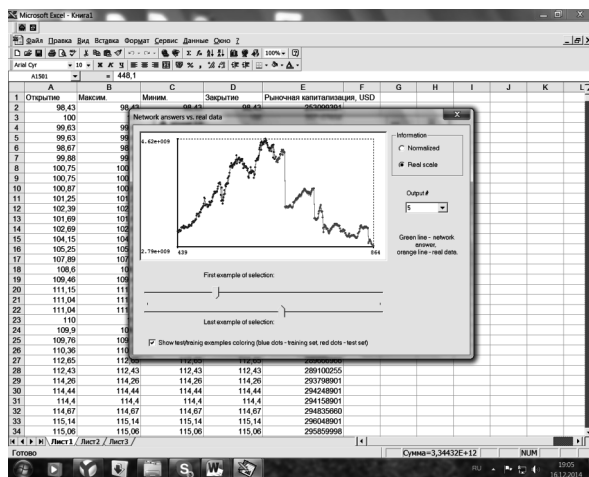 Microsoft Excel - Книга1
Файл Правка Вид Вставка Формат Сервис Данные Окно ?
100%
Arial Cyr 10 Ж К Ч
A1501 = 448,1
A B C D E F G H I J K L
1 Открытие Максим. Миним. Закрытие Рыночная капитализация, USD
2 98,43
3 100
4 99,63
5 99,63
6 98,67
7 99,88
8 100,75
9 100,75
10 100,87
11 101,25
12 102,39
13 101,69
14 102,69
15 104,15
16 105,25
17 107,89
18 108,6
19 109,46
20 111,15
21 111,04
22 111,04
23 110
24 109,9
25 109,76
26 110,36
27 112,65 112,65 112,65 112,65
28 112,43 112,43 112,43 112,43 289100255
29 114,26 114,26 114,26 114,26 293798901
30 114,44 114,44 114,44 114,44 294248901
31 114,4 114,4 114,4 114,4 294158901
32 114,67 114,67 114,67 114,67 294835660
33 115,14 115,14 115,14 115,14 296048901
34 115,06 115,06 115,06 115,06 295859998
Network answers vs. real data
4.62e+009
2.79e+009
439 864
Information
Normalized
Real scale
Output #
5
Green line - network
answer,
orange line - real data.
First example of selection:
Last example of selection:
Show test/trainig examples coloring (blue dots - training set, red dots - test set)
Лист1 Лист2 Лист3
Готово Сумма=3,34432E+12 NUM
RU 19:05
16.12.2014